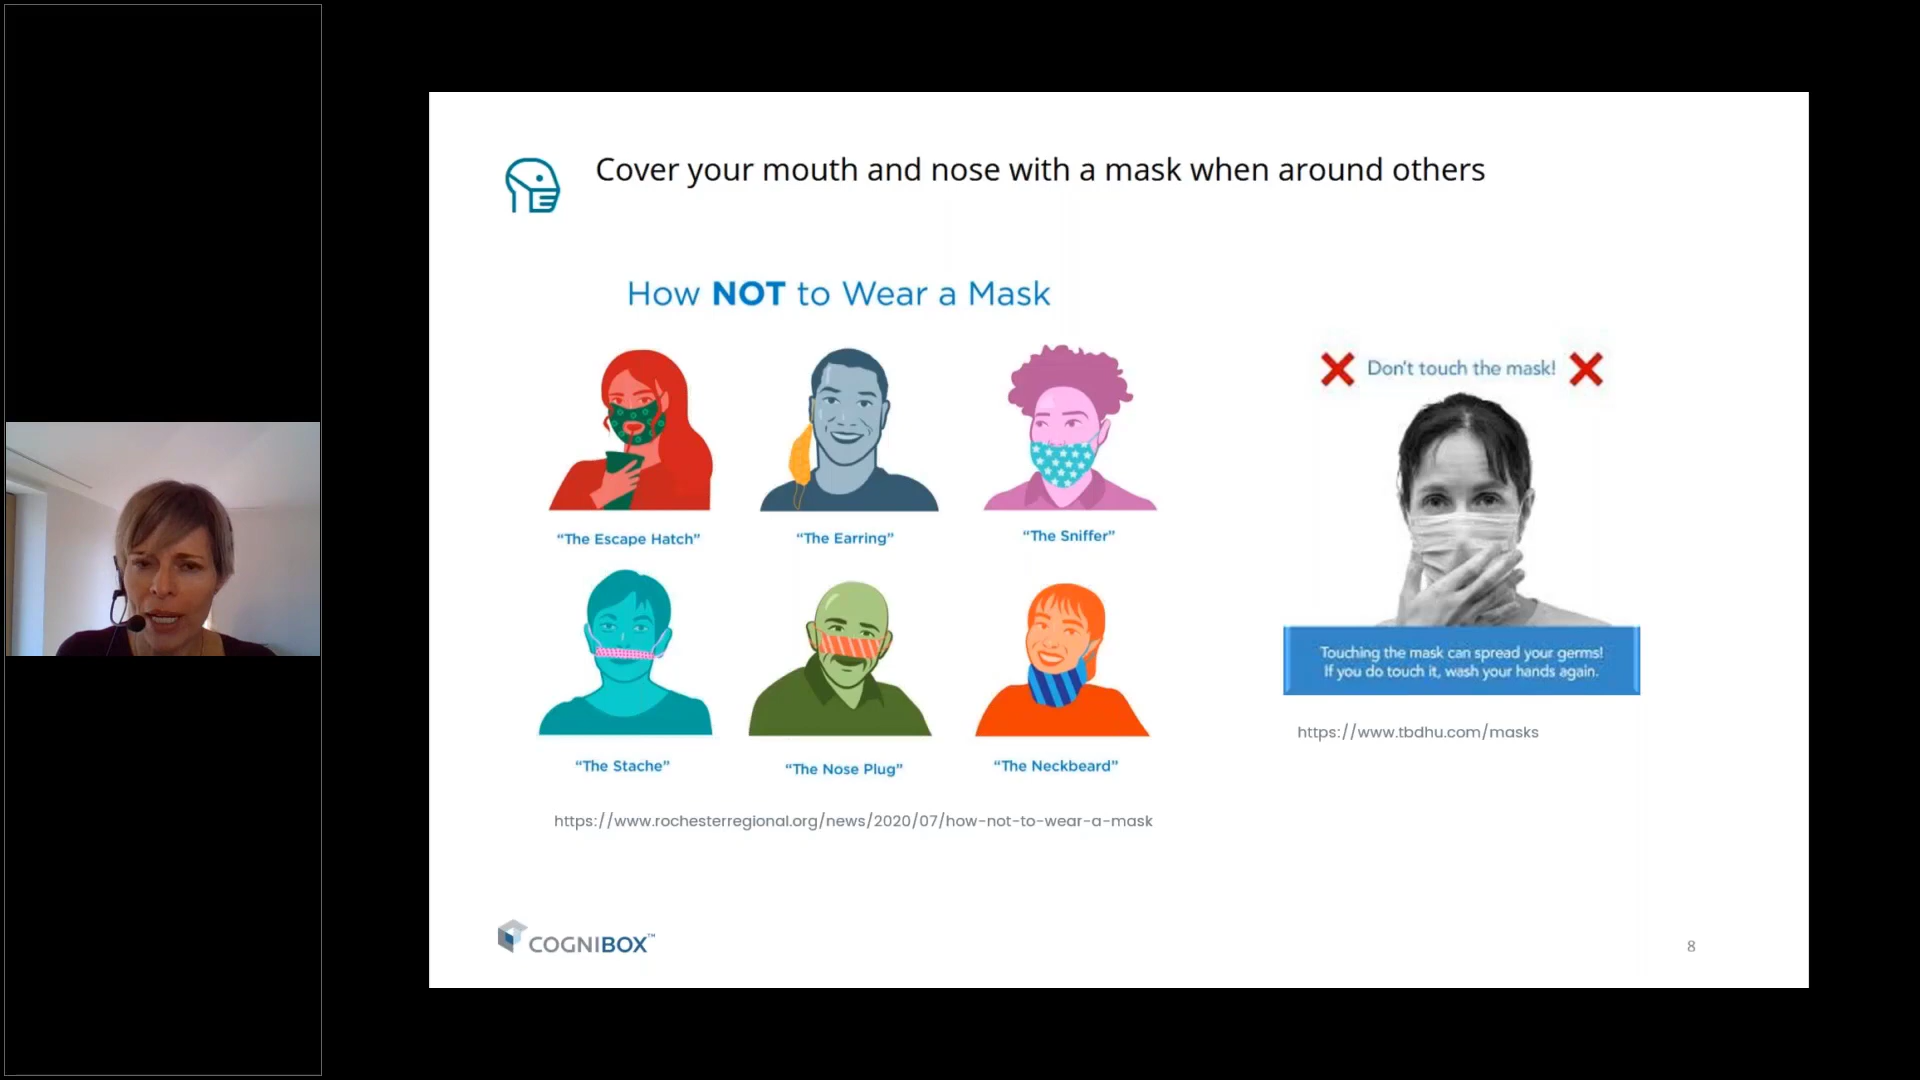 Cover your mouth and nose with a mask when around others
How NOT to Wear a Mask
“The Escape Hatch”
“The Earring”
“The Sniffer”
“The Stache”
“The Nose Plug”
“The Neckbeard”
https://www.rochesterregional.org/news/2020/07/how-not-to-wear-a-mask
Don't touch the mask!
Touching the mask can spread your germs!
If you do touch it, wash your hands again.
https://www.tbdhu.com/masks
COGNIBOX™
8